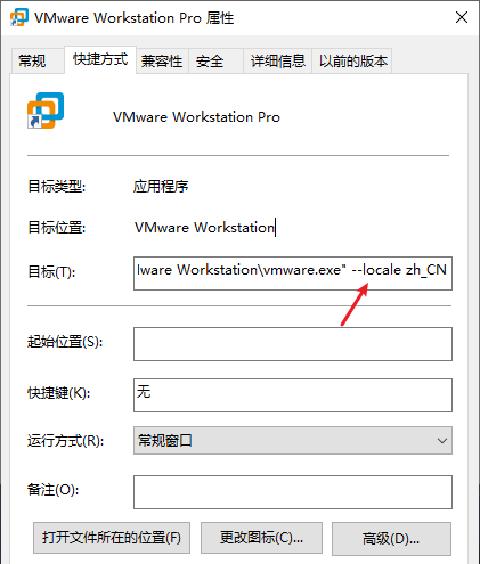 VMware Workstation Pro 属性
常规 快捷方式 兼容性 安全 详细信息 以前的版本
VMware Workstation Pro
目标类型: 应用程序
目标位置: VMware Workstation
目标(T): lware Workstation\vmware.exe" --locale zh_CN
起始位置(S):
快捷键(K): 无
运行方式(R): 常规窗口
备注(O):
打开文件所在的位置(F) 更改图标(C)... 高级(D)...